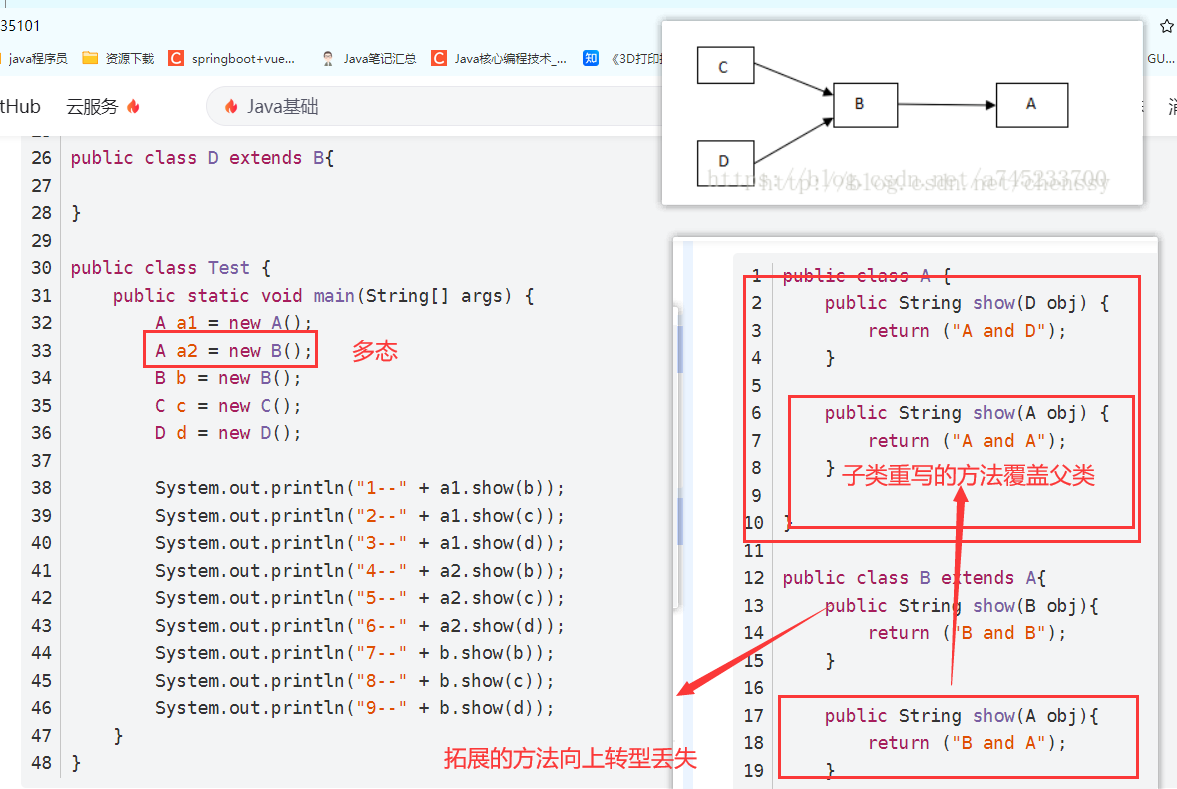 35101
java程序员 资源下载 springboot+vue... Java笔记汇总 Java核心编程技术_... 《3D打印 GU...
tHub 云服务 Java基础
C
B
A
D
26 public class D extends B{
27
28 }
29
30 public class Test {
31 public static void main(String[] args) {
32 A a1 = new A();
33 A a2 = new B(); 多态
34 B b = new B();
35 C c = new C();
36 D d = new D();
37
38 System.out.println("1--" + a1.show(b));
39 System.out.println("2--" + a1.show(c));
40 System.out.println("3--" + a1.show(d));
41 System.out.println("4--" + a2.show(b));
42 System.out.println("5--" + a2.show(c));
43 System.out.println("6--" + a2.show(d));
44 System.out.println("7--" + b.show(b));
45 System.out.println("8--" + b.show(c));
46 System.out.println("9--" + b.show(d));
47 }
48 }
拓展的方法向上转型丢失
https://blog.csdn.net/a745233700
http://blog.csdn.net/chenssy
1 public class A {
2 public String show(D obj) {
3 return ("A and D");
4 }
5
6 public String show(A obj) {
7 return ("A and A");
8 } 子类重写的方法覆盖父类
9
10 }
11
12 public class B extends A{
13 public String show(B obj){
14 return ("B and B");
15 }
16
17 public String show(A obj){
18 return ("B and A");
19 }